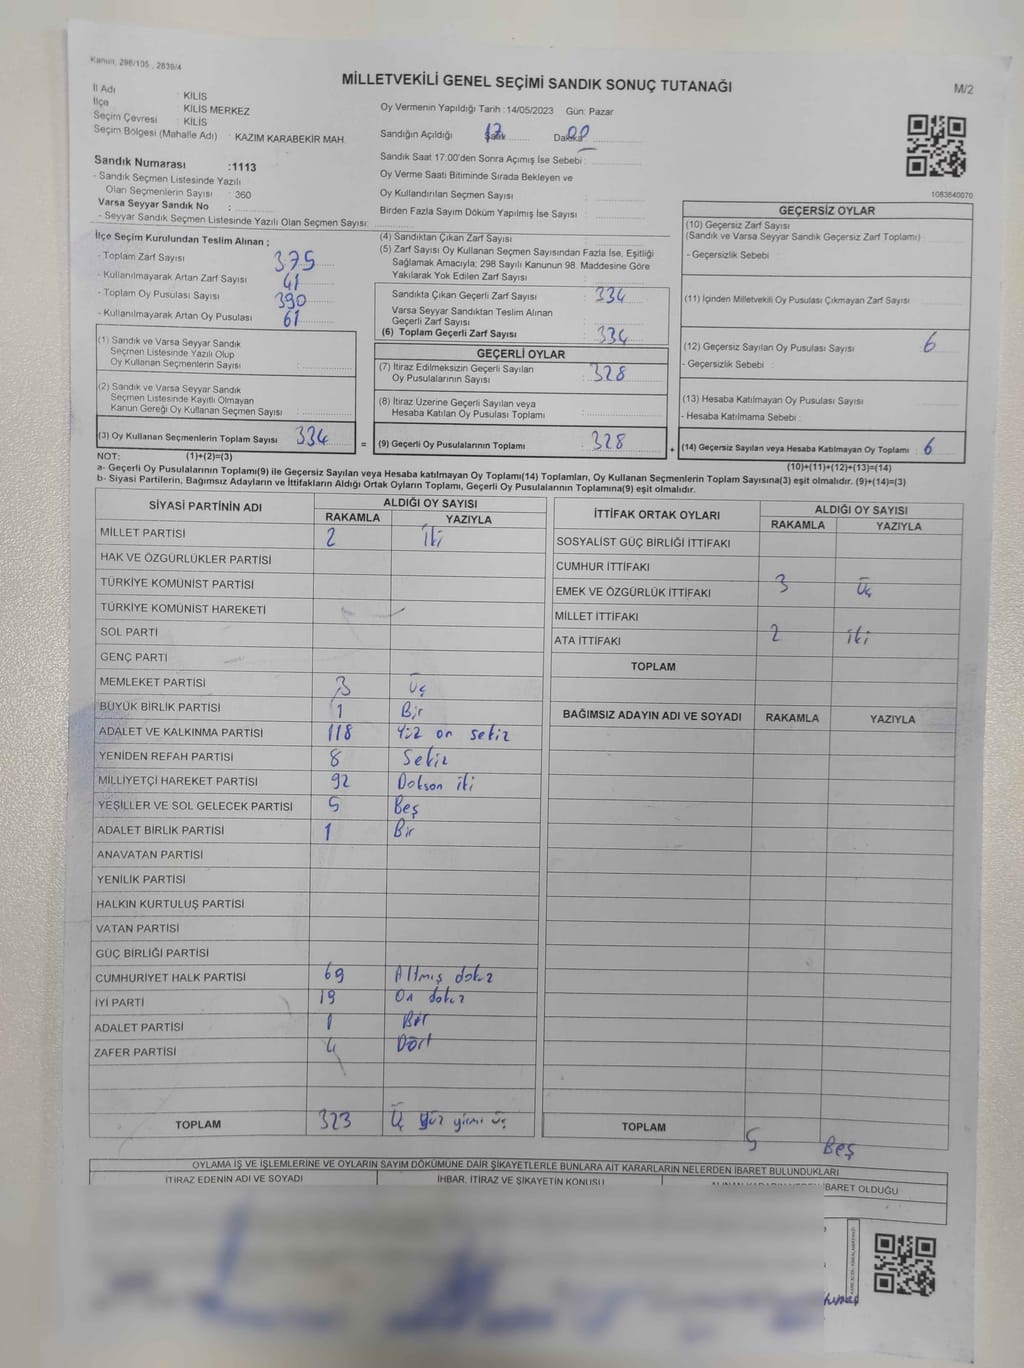 Kanun, 298/105 , 2839/4
MİLLETVEKİLİ GENEL SEÇİMİ SANDIK SONUÇ TUTANAĞI
M/2
İl Adı : KİLİS
İlçe : KİLİS MERKEZ
Seçim Çevresi : KİLİS
Seçim Bölgesi (Mahalle Adı) : KAZIM KARABEKİR MAH.
Oy Vermenin Yapıldığı Tarih :14/05/2023 Gün: Pazar
Sandığın Açıldığı Saat 17 Dakika 00
Sandık Saat 17:00'den Sonra Açımış İse Sebebi :
Oy Verme Saati Bitiminde Sırada Bekleyen ve
Oy Kullandırılan Seçmen Sayısı :
Birden Fazla Sayım Döküm Yapılmış İse Sayısı :
Sandık Numarası :1113
- Sandık Seçmen Listesinde Yazılı
Olan Seçmenlerin Sayısı : 360
Varsa Seyyar Sandık No :
- Seyyar Sandık Seçmen Listesinde Yazılı Olan Seçmen Sayısı:
1083640070
İlçe Seçim Kurulundan Teslim Alınan ;
- Toplam Zarf Sayısı : 375
- Kullanılmayarak Artan Zarf Sayısı : 41
- Toplam Oy Pusulası Sayısı : 390
- Kullanılmayarak Artan Oy Pusulası : 61
(1) Sandık ve Varsa Seyyar Sandık
Seçmen Listesinde Yazılı Olup
Oy Kullanan Seçmenlerin Sayısı :
(2) Sandık ve Varsa Seyyar Sandık
Seçmen Listesinde Kayıtlı Olmayan
Kanun Gereği Oy Kullanan Seçmen Sayısı :
(3) Oy Kullanan Seçmenlerin Toplam Sayısı : 334
(4) Sandıktan Çıkan Zarf Sayısı :
(5) Zarf Sayısı Oy Kullanan Seçmen Sayısından Fazla İse, Eşitliği
Sağlamak Amacıyla; 298 Sayılı Kanunun 98. Maddesine Göre
Yakılarak Yok Edilen Zarf Sayısı :
Sandıkta Çıkan Geçerli Zarf Sayısı : 334
Varsa Seyyar Sandıktan Teslim Alınan
Geçerli Zarf Sayısı :
(6) Toplam Geçerli Zarf Sayısı : 334
GEÇERLİ OYLAR
(7) İtiraz Edilmeksizin Geçerli Sayılan
Oy Pusulalarının Sayısı : 328
(8) İtiraz Üzerine Geçerli Sayılan veya
Hesaba Katılan Oy Pusulası Toplamı :
= (9) Geçerli Oy Pusulalarının Toplamı : 328
GEÇERSİZ OYLAR
(10) Geçersiz Zarf Sayısı
(Sandık ve Varsa Seyyar Sandık Geçersiz Zarf Toplamı) :
- Geçersizlik Sebebi :
(11) İçinden Milletvekili Oy Pusulası Çıkmayan Zarf Sayısı :
(12) Geçersiz Sayılan Oy Pusulası Sayısı : 6
- Geçersizlik Sebebi :
(13) Hesaba Katılmayan Oy Pusulası Sayısı :
- Hesaba Katılmama Sebebi :
+ (14) Geçersiz Sayılan veya Hesaba Katılmayan Oy Toplamı : 6
NOT: (1)+(2)=(3)
(10)+(11)+(12)+(13)=(14)
a- Geçerli Oy Pusulalarının Toplamı(9) ile Geçersiz Sayılan veya Hesaba katılmayan Oy Toplamı(14) Toplamları, Oy Kullanan Seçmenlerin Toplam Sayısına(3) eşit olmalıdır. (9)+(14)=(3)
b- Siyasi Partilerin, Bağımsız Adayların ve İttifakların Aldığı Ortak Oyların Toplamı, Geçerli Oy Pusulalarının Toplamına(9) eşit olmalıdır.
SİYASİ PARTİNİN ADI ALDIĞI OY SAYISI
RAKAMLA YAZIYLA
MİLLET PARTİSİ 2 İki
HAK VE ÖZGÜRLÜKLER PARTİSİ
TÜRKİYE KOMÜNİST PARTİSİ
TÜRKİYE KOMÜNİST HAREKETİ
SOL PARTİ
GENÇ PARTİ
MEMLEKET PARTİSİ 3 Üç
BÜYÜK BİRLİK PARTİSİ 1 Bir
ADALET VE KALKINMA PARTİSİ 118 Yüz on sekiz
YENİDEN REFAH PARTİSİ 8 Sekiz
MİLLİYETÇİ HAREKET PARTİSİ 92 Doksan iki
YEŞİLLER VE SOL GELECEK PARTİSİ 5 Beş
ADALET BİRLİK PARTİSİ 1 Bir
ANAVATAN PARTİSİ
YENİLİK PARTİSİ
HALKIN KURTULUŞ PARTİSİ
VATAN PARTİSİ
GÜÇ BİRLİĞİ PARTİSİ
CUMHURİYET HALK PARTİSİ 69 Altmış dokuz
İYİ PARTİ 19 On dokuz
ADALET PARTİSİ 1 Bir
ZAFER PARTİSİ 4 Dört
TOPLAM 323 Üç yüz yirmi üç
İTTİFAK ORTAK OYLARI ALDIĞI OY SAYISI
RAKAMLA YAZIYLA
SOSYALİST GÜÇ BİRLİĞİ İTTİFAKI
CUMHUR İTTİFAKI 3 Üç
EMEK VE ÖZGÜRLÜK İTTİFAKI
MİLLET İTTİFAKI 2 iki
ATA İTTİFAKI
TOPLAM
BAĞIMSIZ ADAYIN ADI VE SOYADI RAKAMLA YAZIYLA
TOPLAM 5 Beş
OYLAMA İŞ VE İŞLEMLERİNE VE OYLARIN SAYIM DÖKÜMÜNE DAİR ŞİKAYETLERLE BUNLARA AİT KARARLARIN NELERDEN İBARET BULUNDUKLARI
İTİRAZ EDENİN ADI VE SOYADI İHBAR, İTİRAZ VE ŞİKAYETİN KONUSU İBARET OLDUĞU